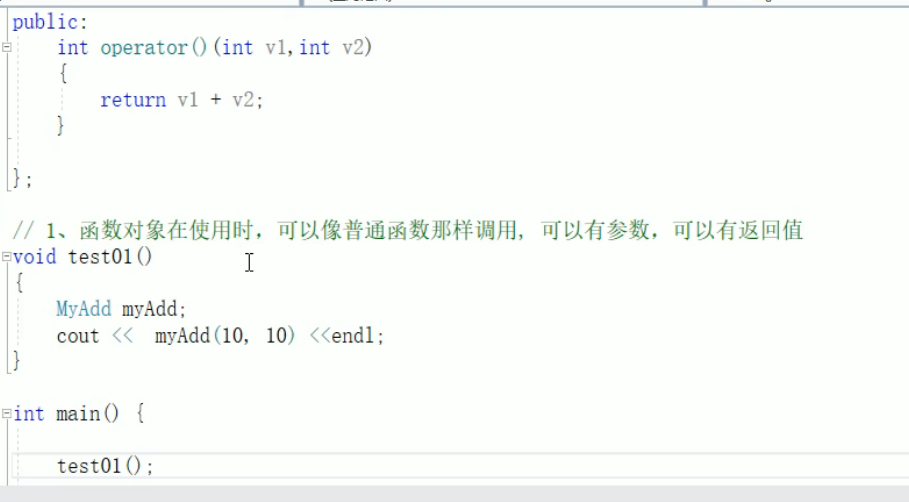 public:
int operator()(int v1,int v2)
{
return v1 + v2;
}
};
// 1、函数对象在使用时，可以像普通函数那样调用, 可以有参数，可以有返回值
void test01()
{
MyAdd myAdd;
cout << myAdd(10, 10) <<endl;
}
int main() {
test01();